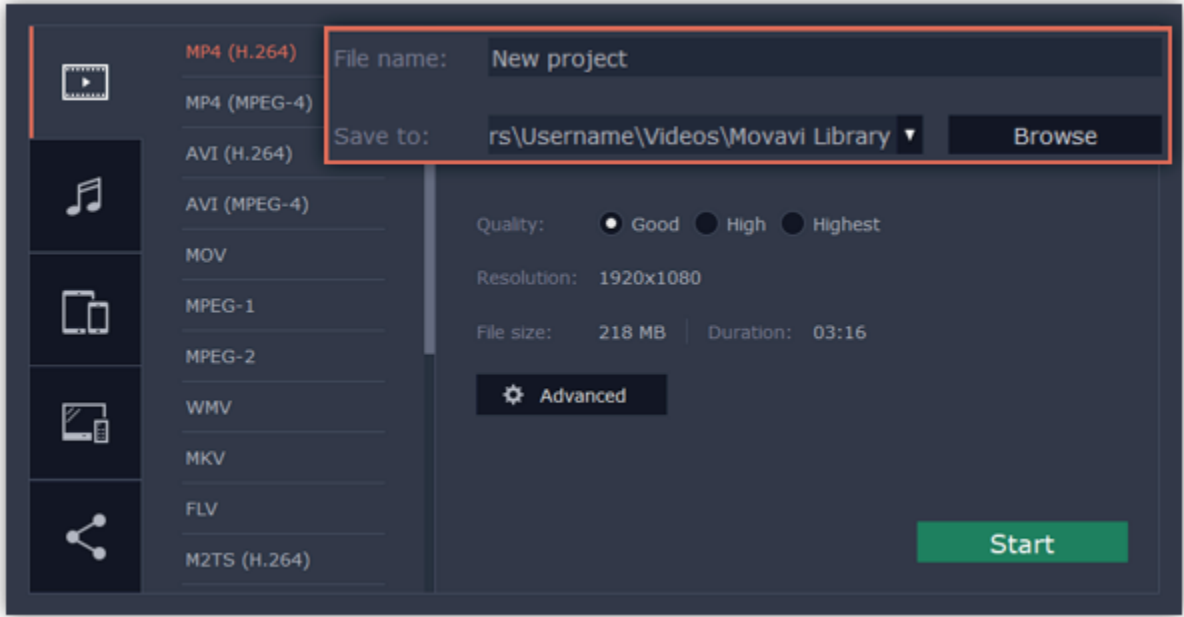 MP4 (H.264)
MP4 (MPEG-4)
AVI (H.264)
AVI (MPEG-4)
MOV
MPEG-1
MPEG-2
WMV
MKV
FLV
M2TS (H.264)
File name: New project
Save to: rs\Username\Videos\Movavi Library Browse
Quality: Good High Highest
Resolution: 1920x1080
File size: 218 MB Duration: 03:16
Advanced
Start